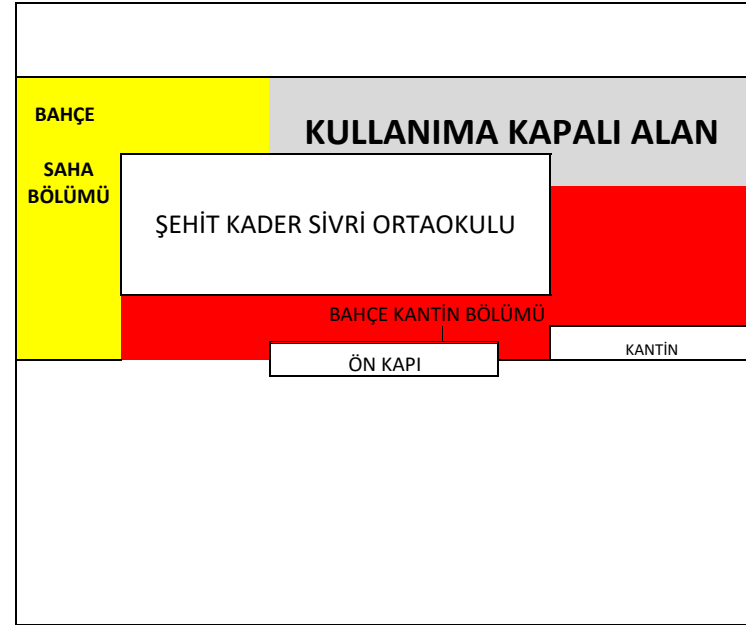 BAHÇE
SAHA
BÖLÜMÜ
KULLANIMA KAPALI ALAN
ŞEHİT KADER SİVRİ ORTAOKULU
BAHÇE KANTİN BÖLÜMÜ
KANTİN
ÖN KAPI